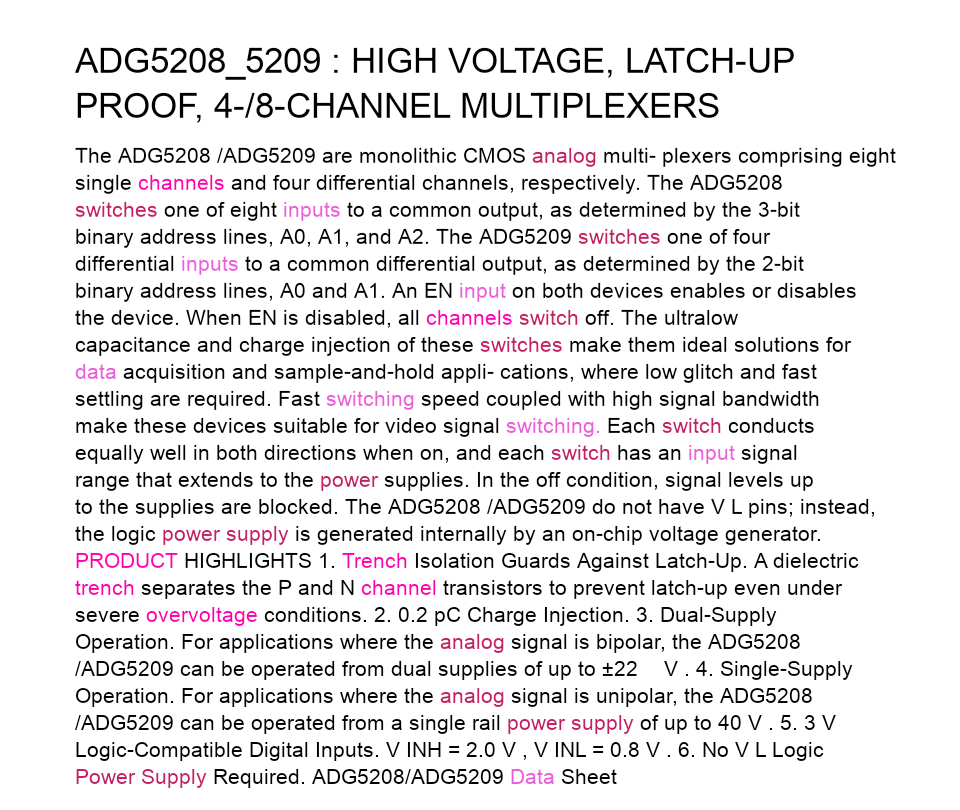 ADG5208_5209 : HIGH VOLTAGE, LATCH-UP
PROOF, 4-/8-CHANNEL MULTIPLEXERS
The ADG5208 /ADG5209 are monolithic CMOS analog multi- plexers comprising eight
single channels and four differential channels, respectively. The ADG5208
switches one of eight inputs to a common output, as determined by the 3-bit
binary address lines, A0, A1, and A2. The ADG5209 switches one of four
differential inputs to a common differential output, as determined by the 2-bit
binary address lines, A0 and A1. An EN input on both devices enables or disables
the device. When EN is disabled, all channels switch off. The ultralow
capacitance and charge injection of these switches make them ideal solutions for
data acquisition and sample-and-hold appli- cations, where low glitch and fast
settling are required. Fast switching speed coupled with high signal bandwidth
make these devices suitable for video signal switching. Each switch conducts
equally well in both directions when on, and each switch has an input signal
range that extends to the power supplies. In the off condition, signal levels up
to the supplies are blocked. The ADG5208 /ADG5209 do not have V L pins; instead,
the logic power supply is generated internally by an on-chip voltage generator.
PRODUCT HIGHLIGHTS 1. Trench Isolation Guards Against Latch-Up. A dielectric
trench separates the P and N channel transistors to prevent latch-up even under
severe overvoltage conditions. 2. 0.2 pC Charge Injection. 3. Dual-Supply
Operation. For applications where the analog signal is bipolar, the ADG5208
/ADG5209 can be operated from dual supplies of up to ±22 V . 4. Single-Supply
Operation. For applications where the analog signal is unipolar, the ADG5208
/ADG5209 can be operated from a single rail power supply of up to 40 V . 5. 3 V
Logic-Compatible Digital Inputs. V INH = 2.0 V , V INL = 0.8 V . 6. No V L Logic
Power Supply Required. ADG5208/ADG5209 Data Sheet